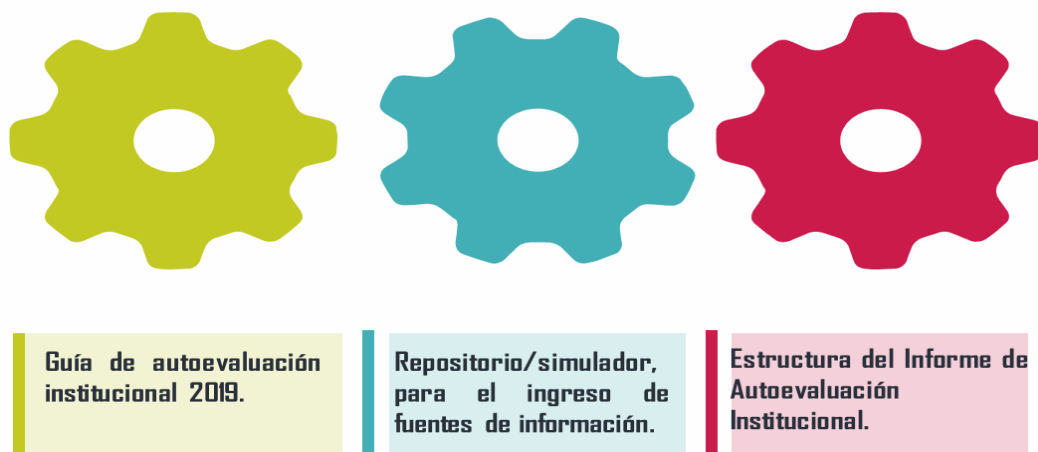 Guía de autoevaluación
institucional 2019.
Repositorio/simulador,
para el ingreso de
fuentes de información.
Estructura del Informe de
Autoevaluación
Institucional.